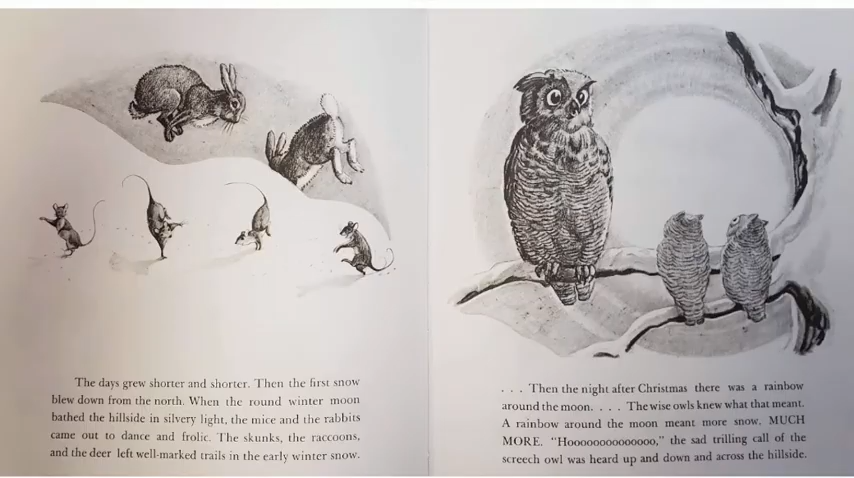 The days grew shorter and shorter. Then the first snow
blew down from the north. When the round winter moon
bathed the hillside in silvery light, the mice and the rabbits
came out to dance and frolic. The skunks, the raccoons,
and the deer left well-marked trails in the early winter snow.
. . . Then the night after Christmas there was a rainbow
around the moon. . . . The wise owls knew what that meant.
A rainbow around the moon meant more snow. MUCH
MORE. "Hoooooooooooooo," the sad trilling call of the
screech owl was heard up and down and across the hillside.